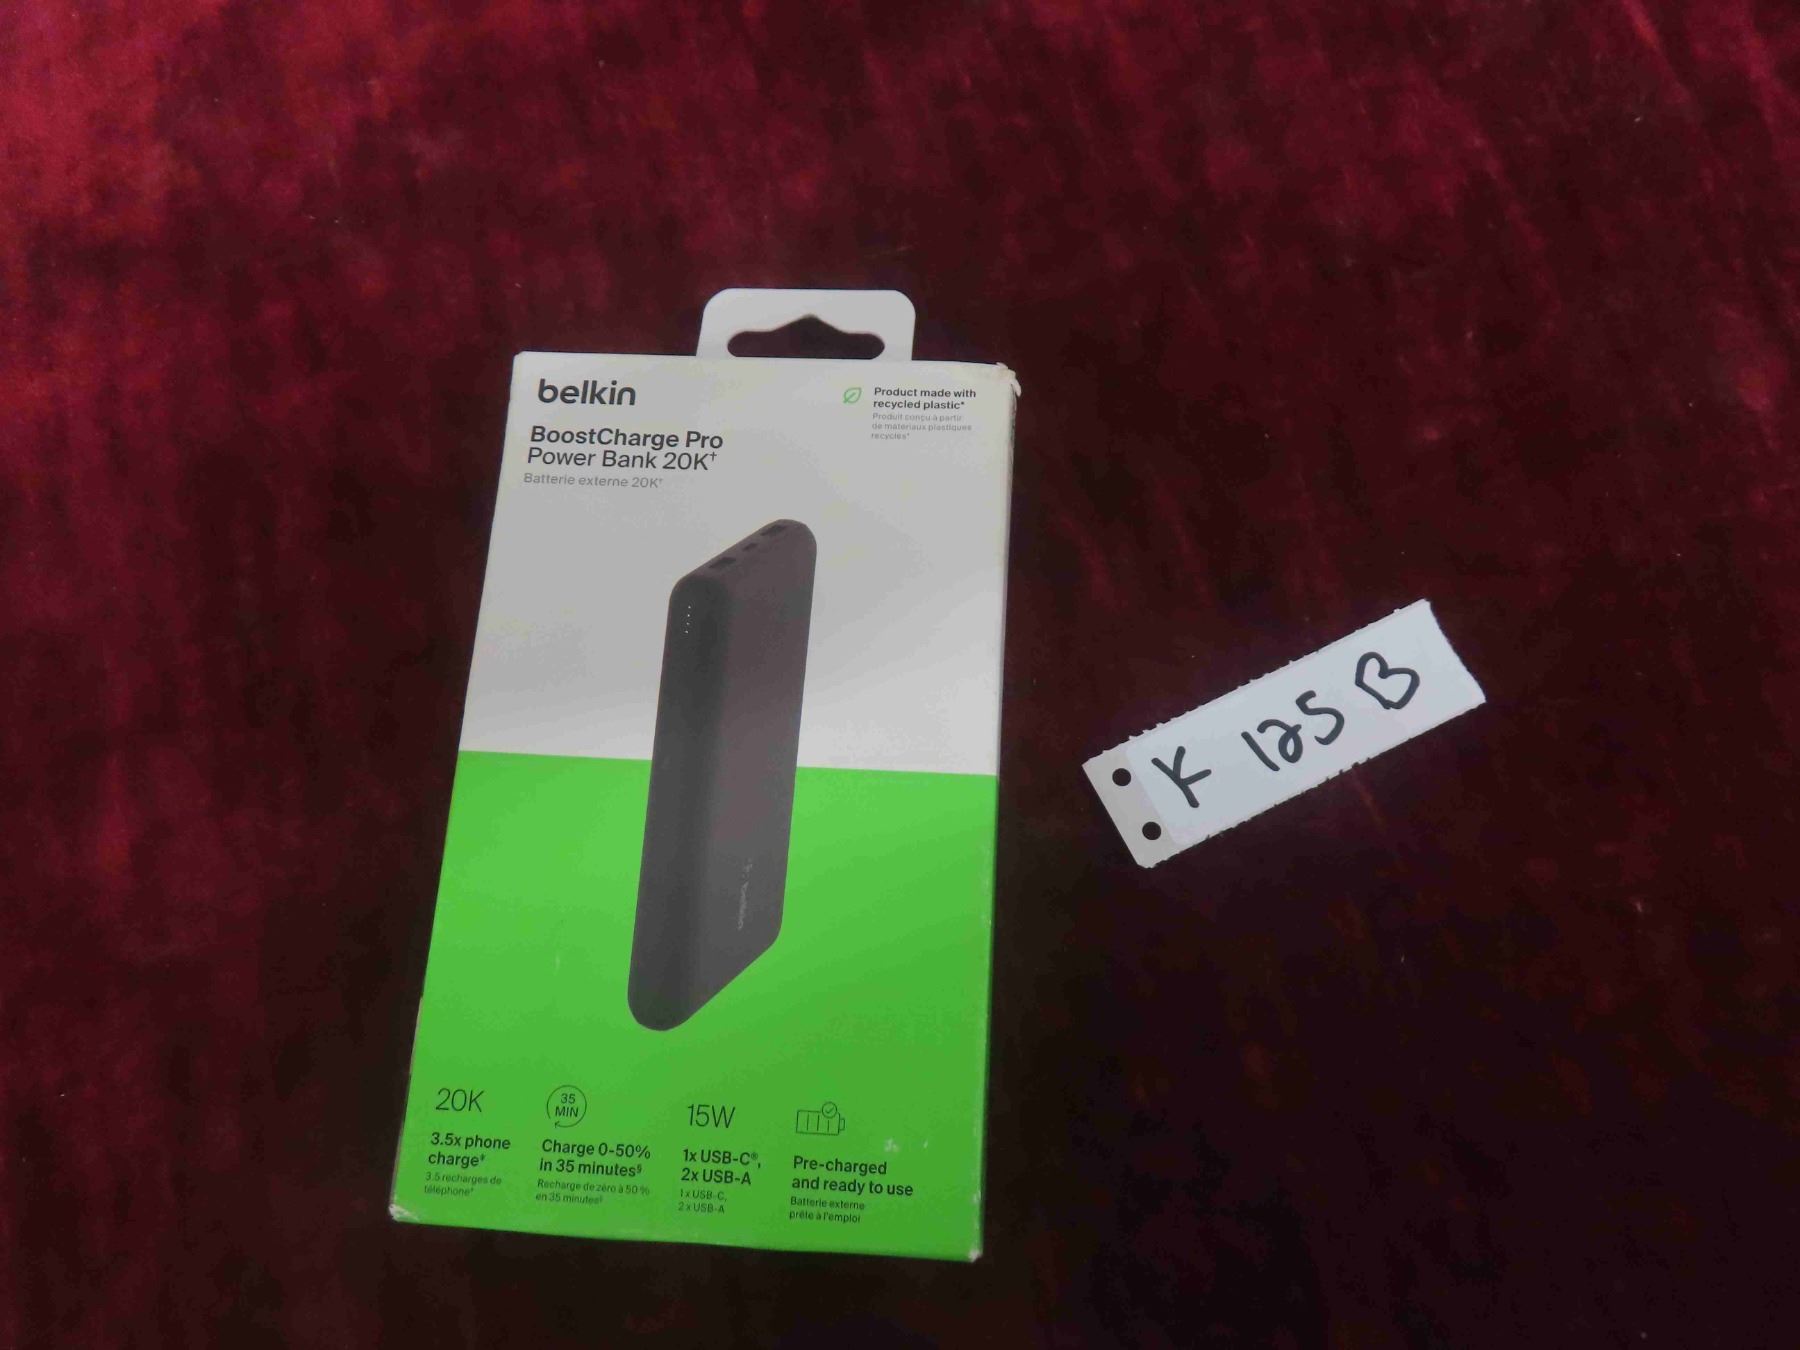 belkin
BoostCharge Pro
Power Bank 20K†
Batterie externe 20K†
Product made with
recycled plastic*
Produit conçu à partir
de matériaux plastiques
recyclés*
belkin
20K
3.5x phone
charge‡
3.5 recharges de
téléphone‡
35
MIN
Charge 0-50%
in 35 minutes§
Recharge de zéro à 50 %
en 35 minutes§
15W
1x USB-C®,
2x USB-A
1 x USB-C,
2 x USB-A
Pre-charged
and ready to use
Batterie externe
prête à l'emploi
K 125 B